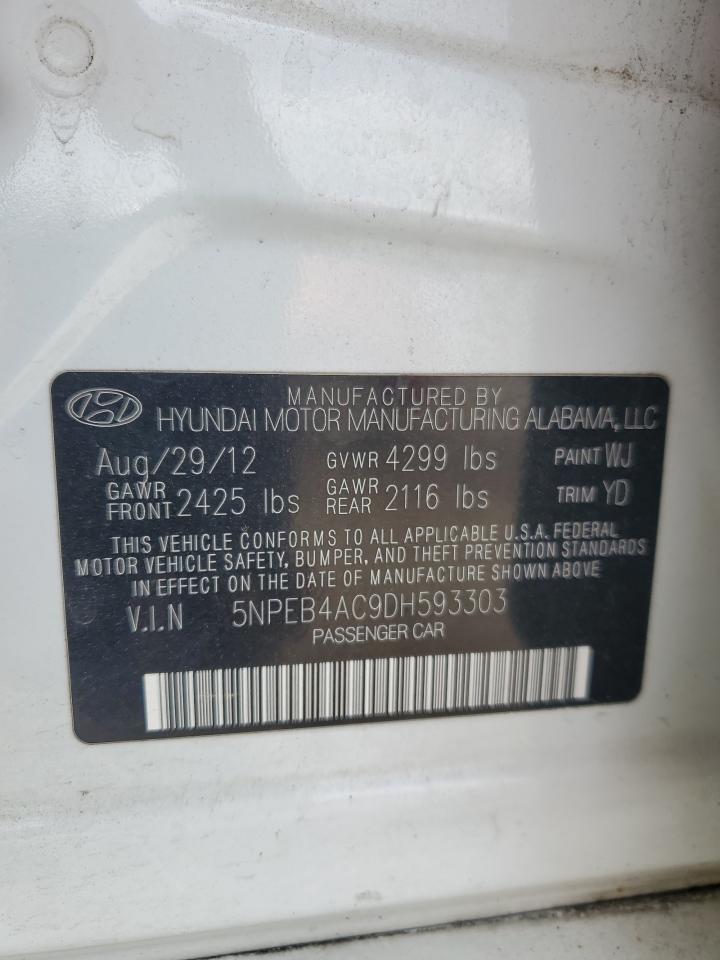 MANUFACTURED BY
HYUNDAI MOTOR MANUFACTURING ALABAMA, LLC
Aug/29/12 GVWR 4299 lbs PAINT WJ
GAWR FRONT 2425 lbs GAWR REAR 2116 lbs TRIM YD
THIS VEHICLE CONFORMS TO ALL APPLICABLE U.S.A. FEDERAL
MOTOR VEHICLE SAFETY, BUMPER, AND THEFT PREVENTION STANDARDS
IN EFFECT ON THE DATE OF MANUFACTURE SHOWN ABOVE
V.I.N 5NPEB4AC9DH593303
PASSENGER CAR